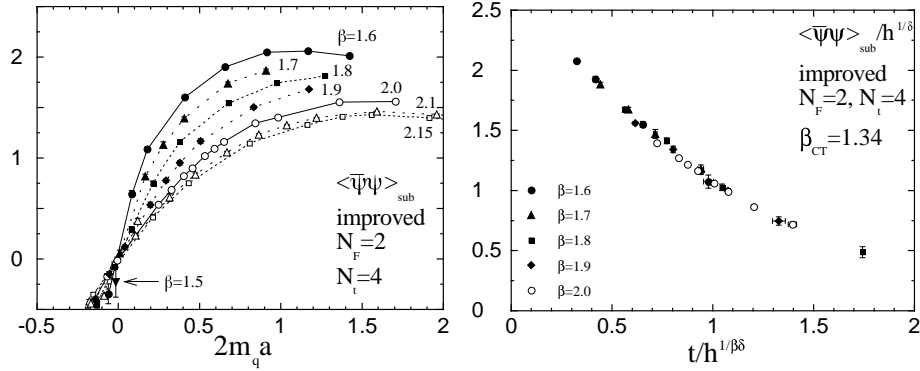 2
1
0
-0.5
0
0.5
1
1.5
2
2m_q a
β=1.6
1.7
1.8
1.9
2.0
2.1
2.15
⟨ψ̄ψ⟩_sub
improved
N_F=2
N_t=4
β=1.5
2.5
2
1.5
1
0.5
0
0
0.5
1
1.5
2
t/h^{1/βδ}
⟨ψ̄ψ⟩_sub/h^{1/δ}
improved
N_F=2, N_t=4
β_CT=1.34
β=1.6
β=1.7
β=1.8
β=1.9
β=2.0